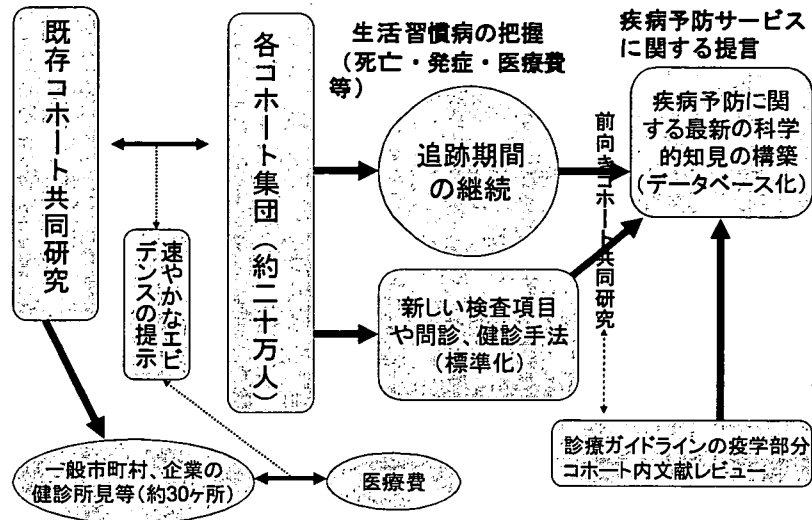 既存コホート共同研究
各コホート集団（約二十万人）
生活習慣病の把握
（死亡・発症・医療費
等）
追跡期間
の継続
疾病予防サービス
に関する提言
疾病予防に関
する最新の科学
的知見の構築
（データベース化）
前向きコホート共同研究
速やかなエビ
デンスの提示
新しい検査項目
や問診、健診手法
（標準化）
一般市町村、企業の
健診所見等（約30ヶ所）
医療費
診療ガイドラインの疫学部分
コホート内文献レビュー